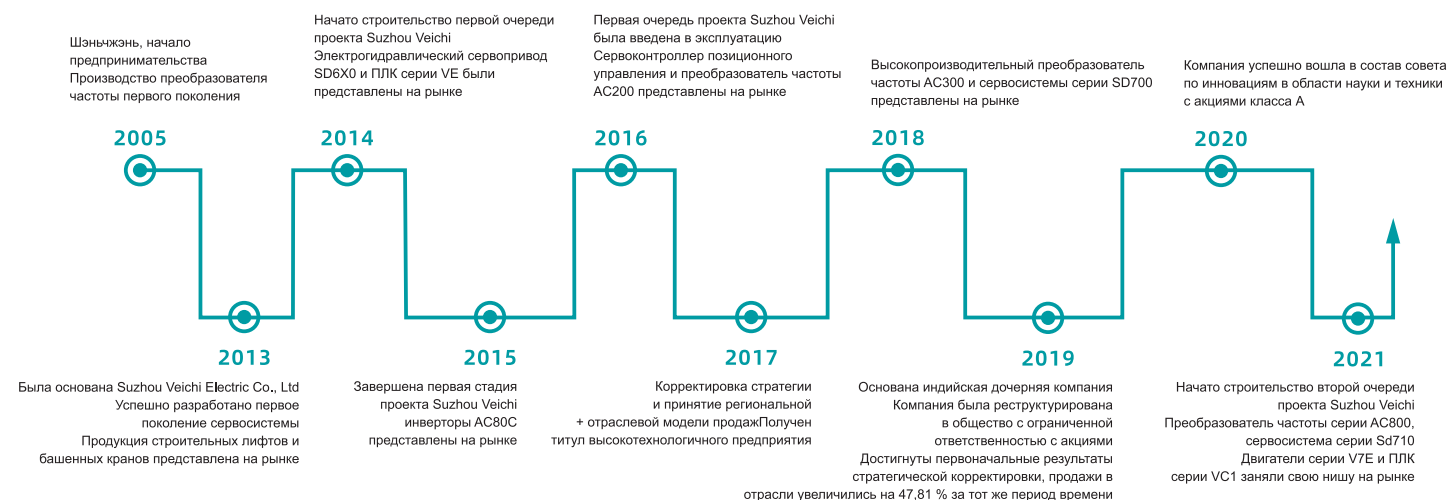 Шэньчжэнь, начало
предпринимательства
Производство преобразователя
частоты первого поколения
2005
Начато строительство первой очереди
проекта Suzhou Veichi
Электрогидравлический сервопривод
SD6X0 и ПЛК серии VE были
представлены на рынке
2014
Первая очередь проекта Suzhou Veichi
была введена в эксплуатацию
Сервоконтроллер позиционного
управления и преобразователь частоты
AC200 представлены на рынке
2016
Высокопроизводительный преобразователь
частоты AC300 и сервосистемы серии SD700
представлены на рынке
2018
Компания успешно вошла в состав совета
по инновациям в области науки и техники
с акциями класса А
2020
2013
Была основана Suzhou Veichi Electric Co., Ltd
Успешно разработано первое
поколение сервосистемы
Продукция строительных лифтов и
башенных кранов представлена на рынке
2015
Завершена первая стадия
проекта Suzhou Veichi
инверторы AC80C
представлены на рынке
2017
Корректировка стратегии
и принятие региональной
+ отраслевой модели продажПолучен
титул высокотехнологичного предприятия
2019
Основана индийская дочерняя компания
Компания была реструктурирована
в общество с ограниченной
ответственностью с акциями
Достигнуты первоначальные результаты
стратегической корректировки, продажи в
отрасли увеличились на 47,81 % за тот же период времени
2021
Начато строительство второй очереди
проекта Suzhou Veichi
Преобразователь частоты серии AC800,
сервосистема серии Sd710
Двигатели серии V7E и ПЛК
серии VC1 заняли свою нишу на рынке